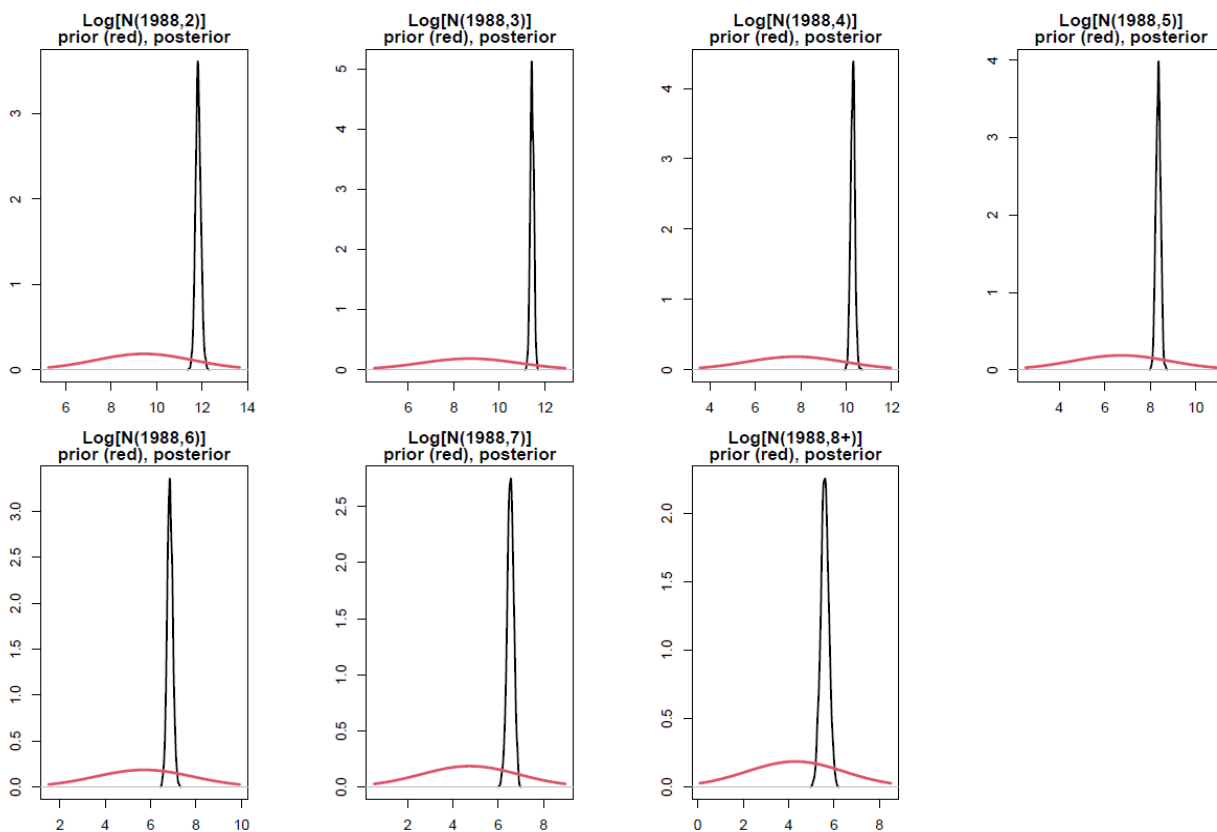 Log[N(1988,2)]
prior (red), posterior
0 1 2 3
6 8 10 12 14
Log[N(1988,3)]
prior (red), posterior
0 1 2 3 4 5
6 8 10 12
Log[N(1988,4)]
prior (red), posterior
0 1 2 3 4
4 6 8 10 12
Log[N(1988,5)]
prior (red), posterior
0 1 2 3 4
4 6 8 10
Log[N(1988,6)]
prior (red), posterior
0.0 0.5 1.0 1.5 2.0 2.5 3.0
2 4 6 8 10
Log[N(1988,7)]
prior (red), posterior
0.0 0.5 1.0 1.5 2.0 2.5
2 4 6 8
Log[N(1988,8+)]
prior (red), posterior
0.0 0.5 1.0 1.5 2.0
0 2 4 6 8